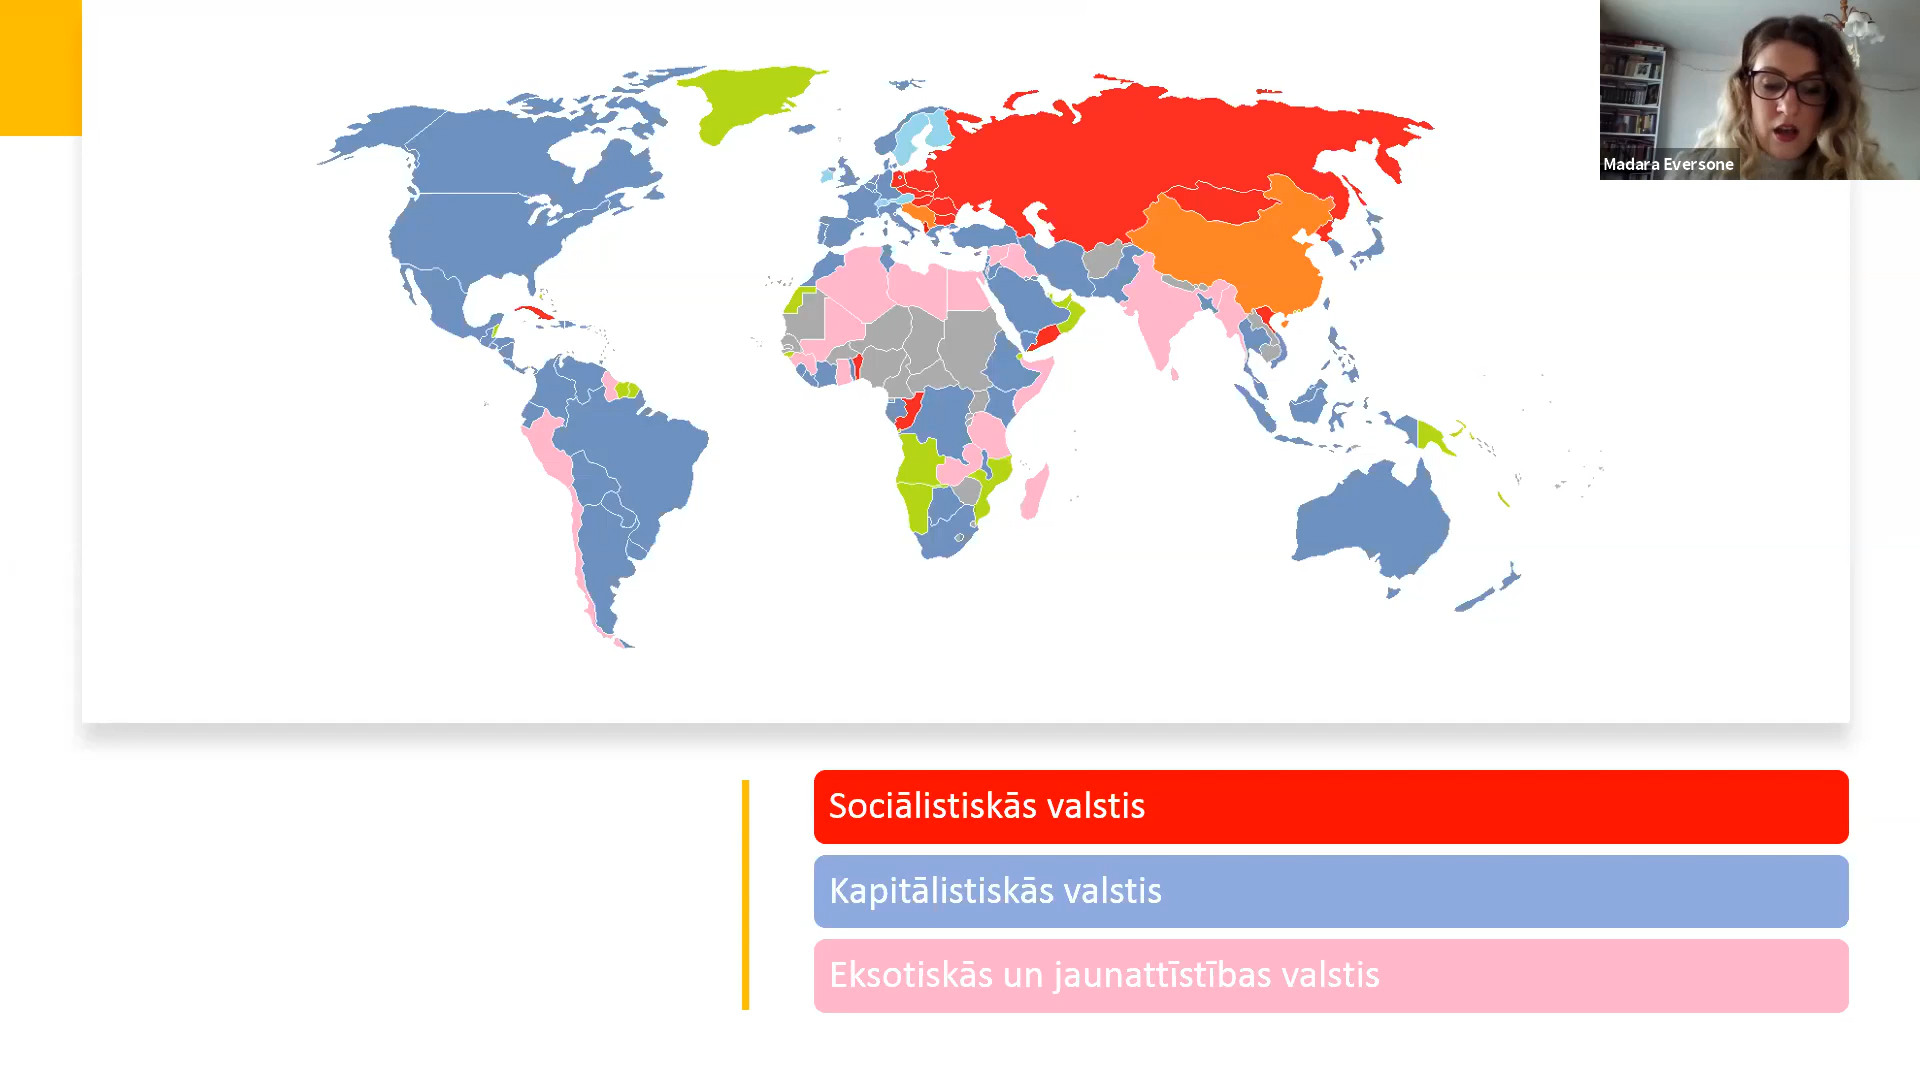 Madara Eversone
Sociālistiskās valstis
Kapitālistiskās valstis
Eksotiskās un jaunattīstības valstis